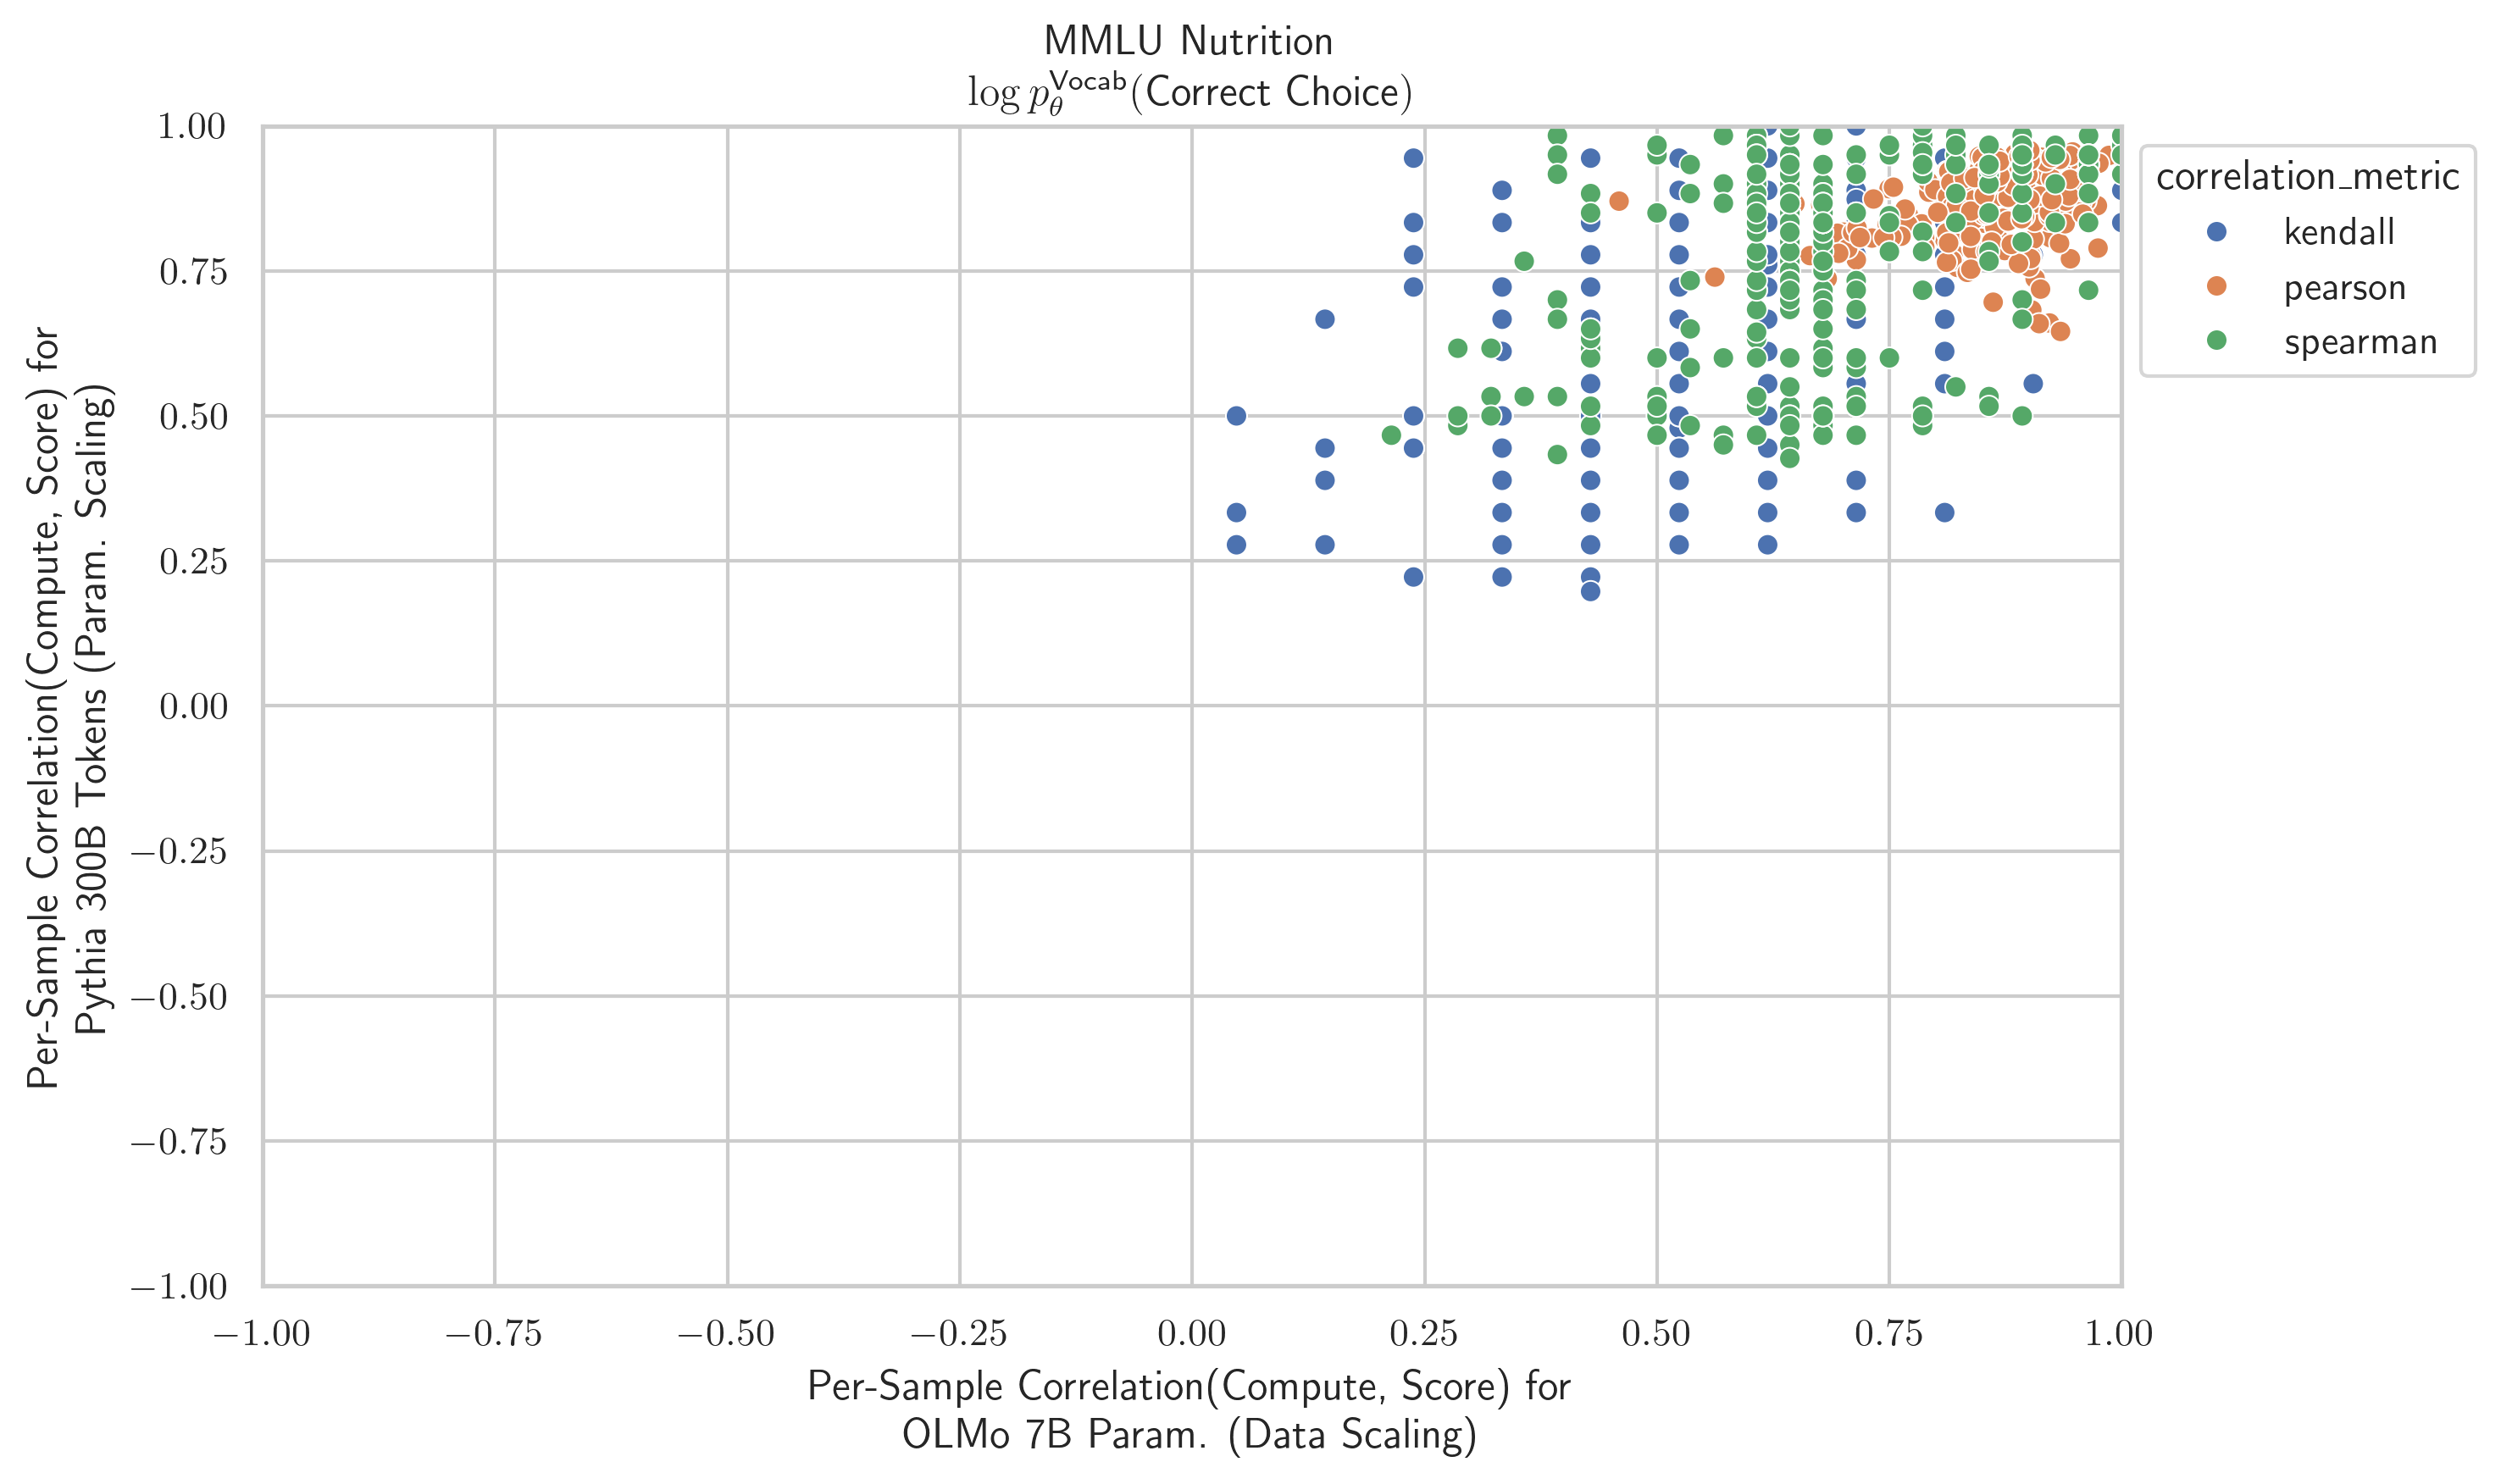 MMLU Nutrition
log p_θ^Vocab(Correct Choice)
Per-Sample Correlation(Compute, Score) for
Pythia 300B Tokens (Param. Scaling)
1.00
0.75
0.50
0.25
0.00
−0.25
−0.50
−0.75
−1.00
−1.00 −0.75 −0.50 −0.25 0.00 0.25 0.50 0.75 1.00
Per-Sample Correlation(Compute, Score) for
OLMo 7B Param. (Data Scaling)
correlation_metric
kendall
pearson
spearman